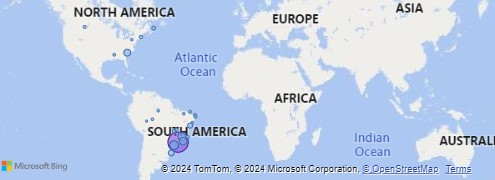 NORTH AMERICA
EUROPE
ASIA
Atlantic
Ocean
AFRICA
SOUTH AMERICA
Indian
Ocean
AUSTRAL
Microsoft Bing
© 2024 TomTom, © 2024 Microsoft Corporation, © OpenStreetMap Terms